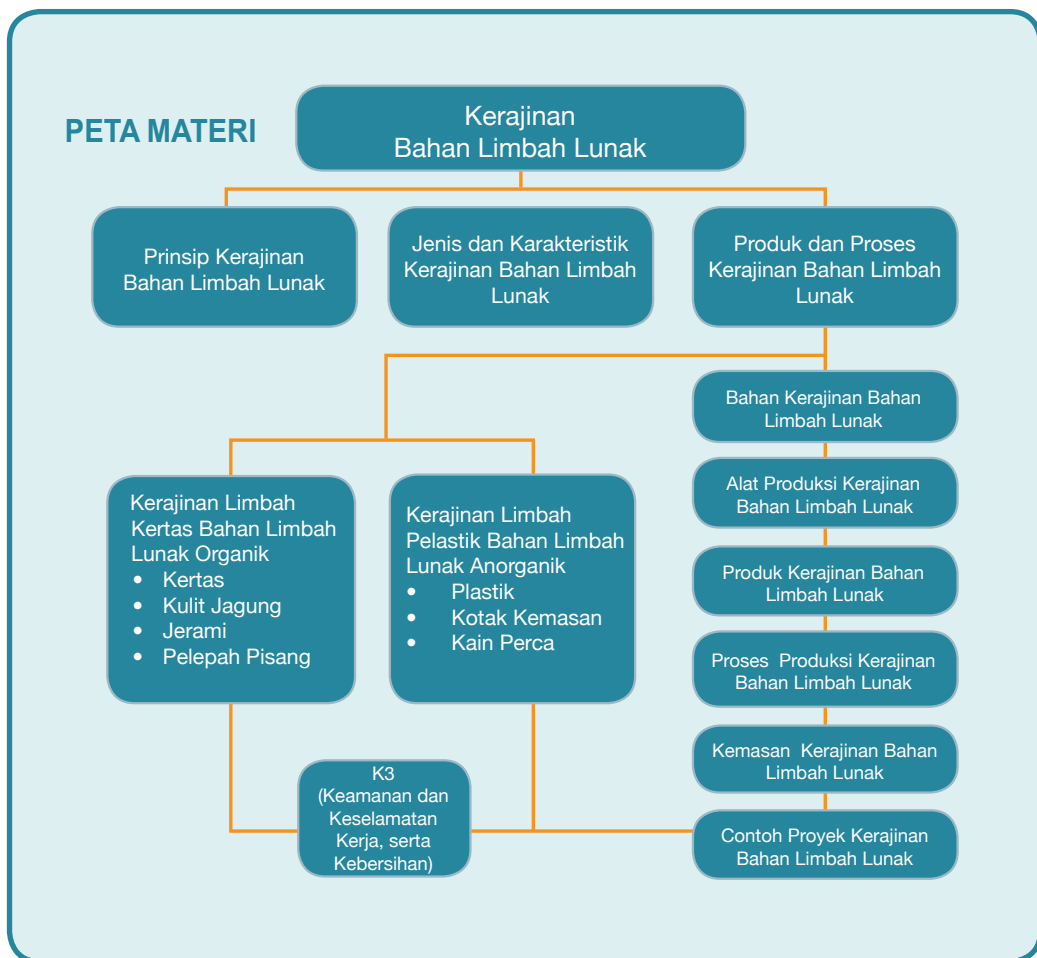 PETA MATERI
Kerajinan
Bahan Limbah Lunak
Prinsip Kerajinan
Bahan Limbah Lunak
Jenis dan Karakteristik
Kerajinan Bahan Limbah
Lunak
Produk dan Proses
Kerajinan Bahan Limbah
Lunak
Kerajinan Limbah
Kertas Bahan Limbah
Lunak Organik
• Kertas
• Kulit Jagung
• Jerami
• Pelepah Pisang
Kerajinan Limbah
Pelastik Bahan Limbah
Lunak Anorganik
• Plastik
• Kotak Kemasan
• Kain Perca
Bahan Kerajinan Bahan
Limbah Lunak
Alat Produksi Kerajinan
Bahan Limbah Lunak
Produk Kerajinan Bahan
Limbah Lunak
Proses Produksi Kerajinan
Bahan Limbah Lunak
Kemasan Kerajinan Bahan
Limbah Lunak
Contoh Proyek Kerajinan
Bahan Limbah Lunak
K3
(Keamanan dan
Keselamatan
Kerja, serta
Kebersihan)